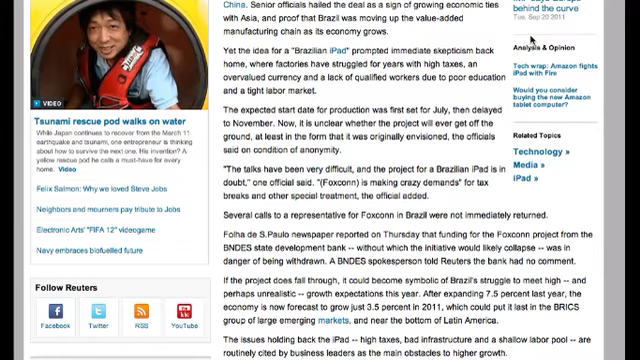 VIDEO
Tsunami rescue pod walks on water
While Japan continues to recover from the March 11
earthquake and tsunami, one entrepreneur is thinking
about how to survive the next one. His invention? A
yellow rescue pod he calls a must-have for every
home. Video
Felix Salmon: Why we loved Steve Jobs
Neighbors and mourners pay tribute to Jobs
Electronic Arts' "FIFA 12" videogame
Navy embraces biofuelled future
Follow Reuters
Facebook
Twitter
RSS
YouTube
China. Senior officials hailed the deal as a sign of growing economic ties
with Asia, and proof that Brazil was moving up the value-added
manufacturing chain as its economy grows.
Yet the idea for a "Brazilian iPad" prompted immediate skepticism back
home, where factories have struggled for years with high taxes, an
overvalued currency and a lack of qualified workers due to poor education
and a tight labor market.
The expected start date for production was first set for July, then delayed
to November. Now, it is unclear whether the project will ever get off the
ground, at least in the form that it was originally envisioned, the officials
said on condition of anonymity.
"The talks have been very difficult, and the project for a Brazilian iPad is in
doubt," one official said. "(Foxconn) is making crazy demands" for tax
breaks and other special treatment, the official added.
Several calls to a representative for Foxconn in Brazil were not immediately returned.
Folha de S.Paulo newspaper reported on Thursday that funding for the Foxconn project from the
BNDES state development bank -- without which the initiative would likely collapse -- was in
danger of being withdrawn. A BNDES spokesperson told Reuters the bank had no comment.
If the project does fall through, it could become symbolic of Brazil's struggle to meet high -- and
perhaps unrealistic -- growth expectations this year. After expanding 7.5 percent last year, the
economy is now forecast to grow just 3.5 percent in 2011, which could put it last in the BRICS
group of large emerging markets, and near the bottom of Latin America.
The issues holding back the iPad -- high taxes, bad infrastructure and a shallow labor pool -- are
routinely cited by business leaders as the main obstacles to higher growth.
behind the curve
Tue, Sep 20 2011
Analysis & Opinion
Tech wrap: Amazon fights
iPad with Fire
Would you consider
buying the new Amazon
tablet computer?
Related Topics
Technology »
Media »
iPad »